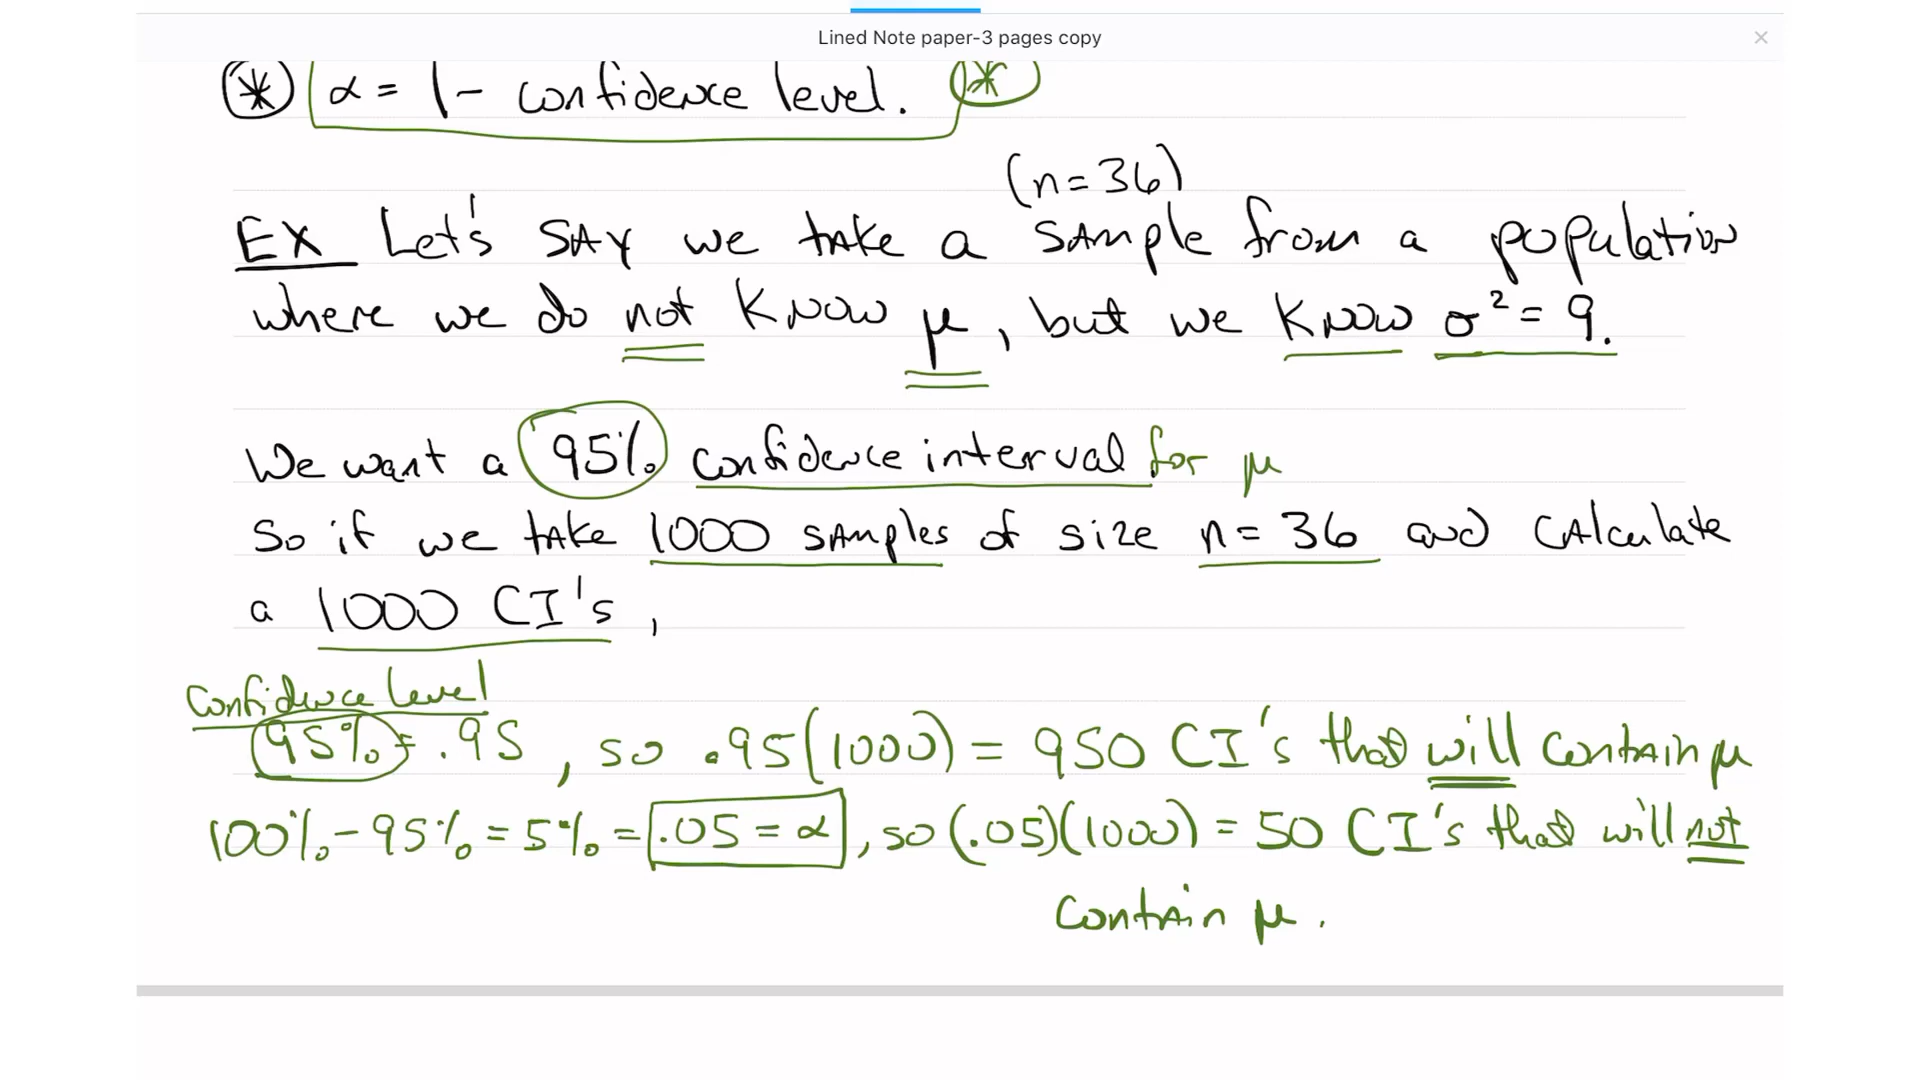 Lined Note paper-3 pages copy
* α = 1 - confidence level. *
(n=36)
EX Let's SAY we take a sample from a population
where we do not know μ, but we know σ² = 9.
We want a 95% confidence interval for μ
So if we take 1000 samples of size n = 36 and calculate
a 1000 CI's,
Confidence level
95% = .95, so .95(1000) = 950 CI's that will contain μ
100% - 95% = 5% = .05 = α, so (.05)(1000) = 50 CI's that will not
contain μ.